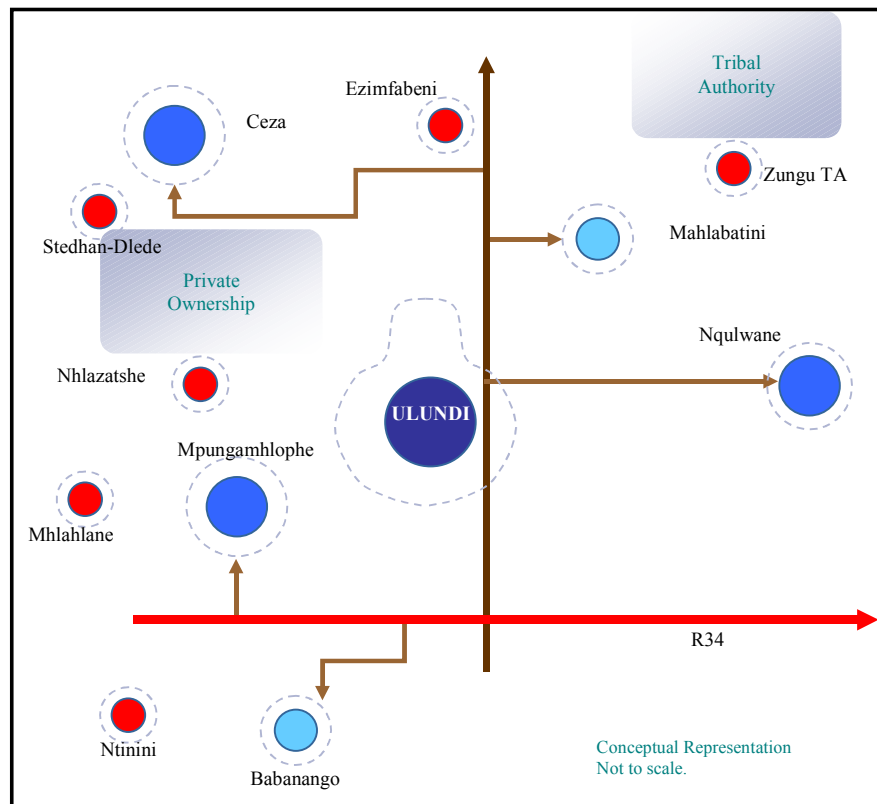 Tribal
Authority
Ezimfabeni
Ceza
Zungu TA
Mahlabatini
Stedhan-Dlede
Private
Ownership
Nqulwane
Nhlazatshe
ULUNDI
Mpungamhlophe
Mhlahlane
R34
Ntinini
Babanango
Conceptual Representation
Not to scale.